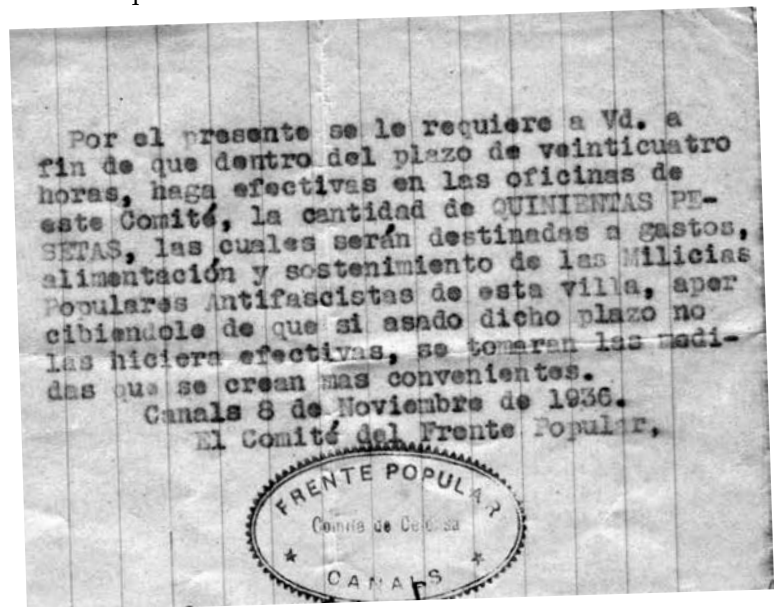 Por el presente se le requiere a Vd. a
fin de que dentro del plazo de veinticuatro
horas, haga efectivas en las oficinas de
este Comité, la cantidad de QUINIENTAS PE-
SETAS, las cuales serán destinadas a gastos,
alimentación y sostenimiento de las Milicias
Populares Antifascistas de esta villa, aper
cibiendole de que si asado dicho plazo no
las hiciera efectivas, se tomaran las medi-
das que se crean mas convenientes.
Canals 8 de Noviembre de 1936.
El Comité del Frente Popular,
FRENTE POPULAR
Comité de Defensa
CANALS